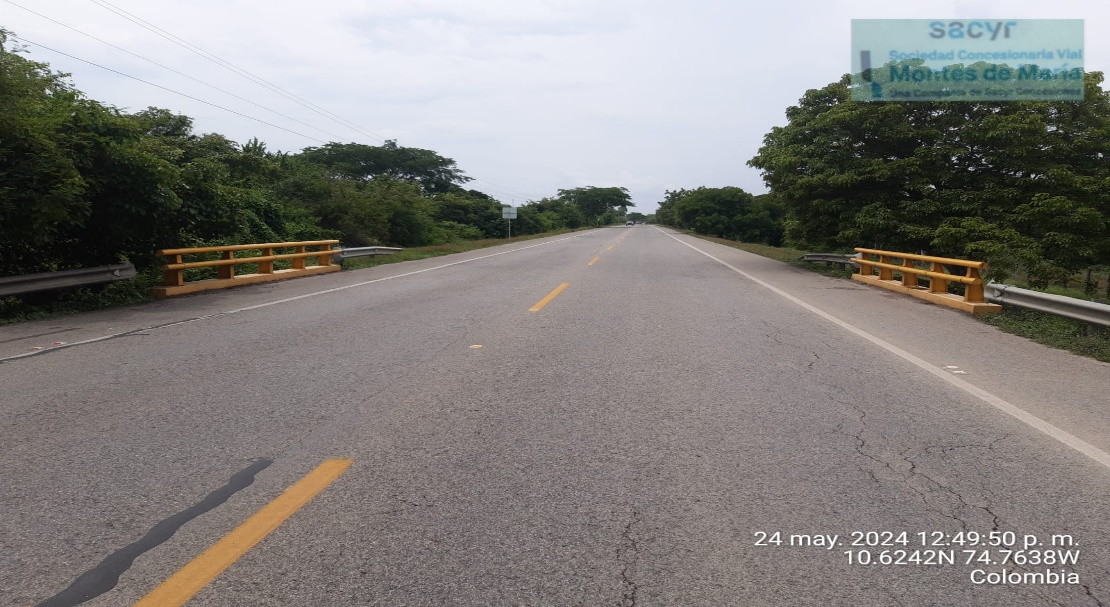 sacyr
Sociedad Concesionaria Vial
Montes de María
Una Compañía de Sacyr Concesiones
24 may. 2024 12:49:50 p. m.
10.6242N 74.7638W
Colombia